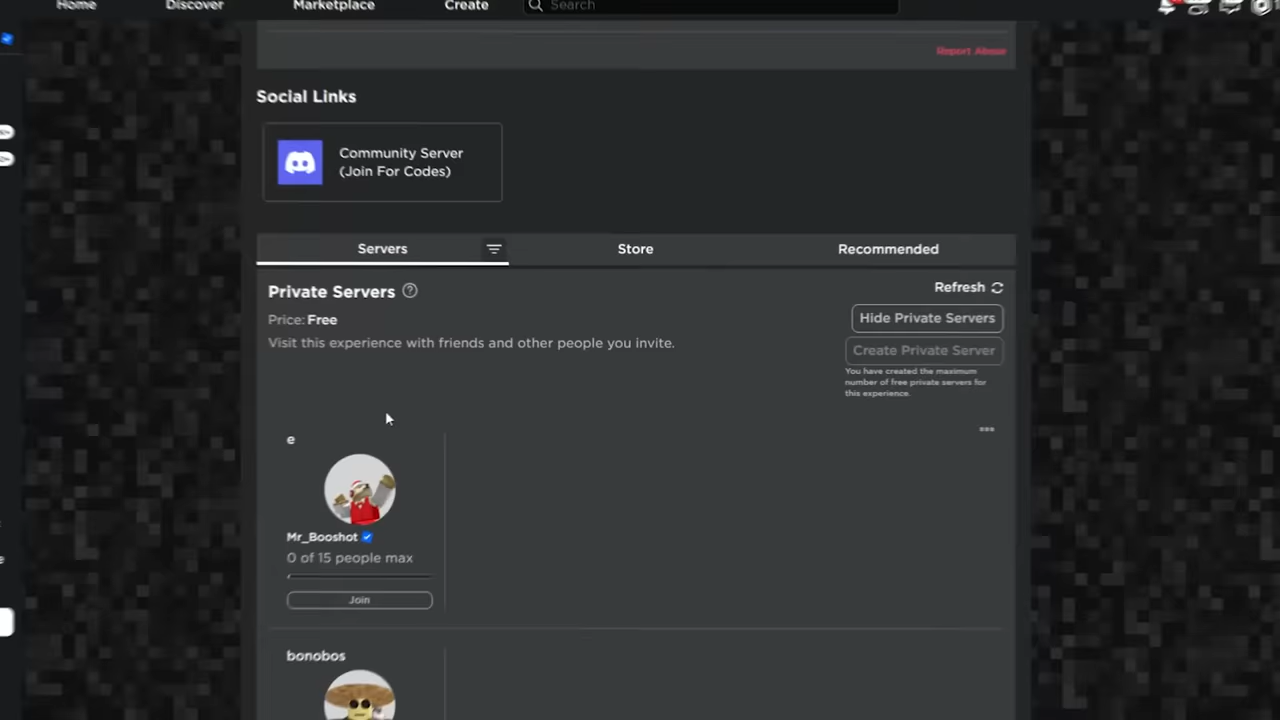 Home
Discover
Marketplace
Create
Search
Report Abuse
Social Links
Community Server
(Join For Codes)
Servers
Store
Recommended
Private Servers
Refresh
Price: Free
Hide Private Servers
Visit this experience with friends and other people you invite.
Create Private Server
You have created the maximum
number of free private servers for
this experience.
e
Mr_Booshot
0 of 15 people max
Join
bonobos